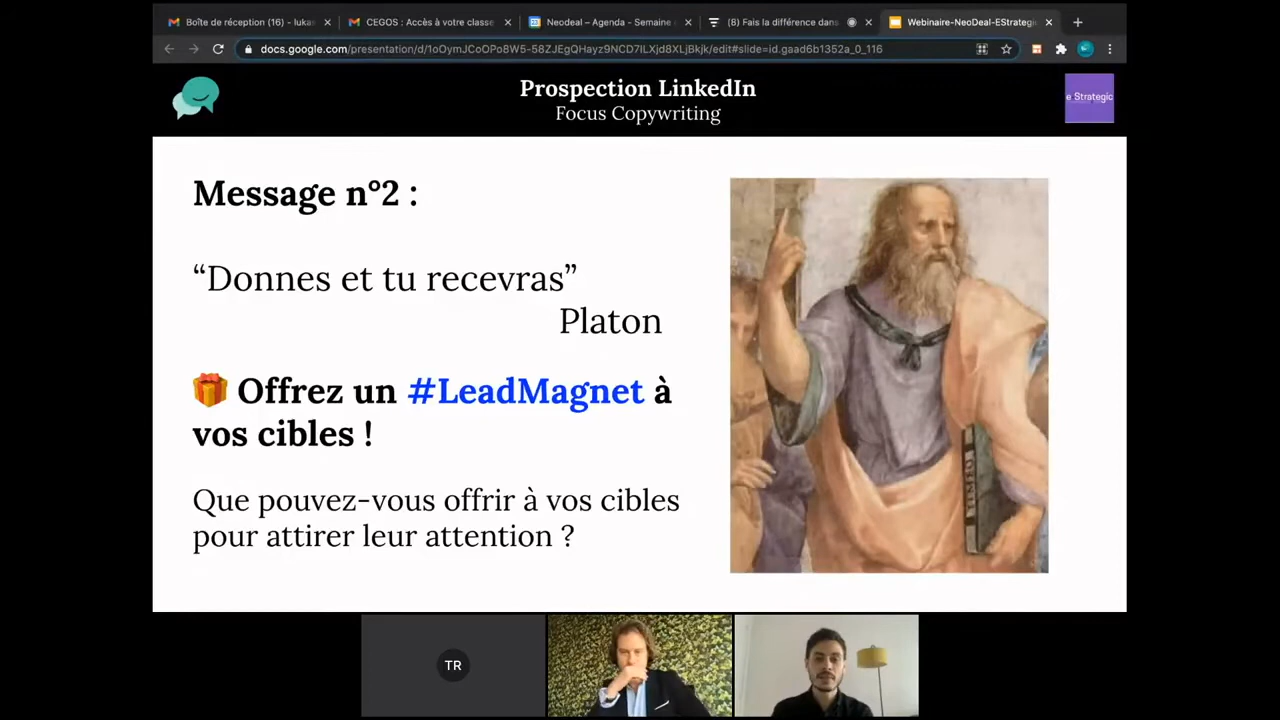 Boîte de réception (16) - luka
CEGOS : Accès à votre classe
Neodeal – Agenda - Semaine
(8) Fais la différence dans
Webinaire-NeoDeal-EStrategi
docs.google.com/presentation/d/1oOymJCoOPo8W5-58ZJEgQHayz9NCD7ILXjd8XLjBkjk/edit#slide=id.gaad6b1352a_0_116
Prospection LinkedIn
Focus Copywriting
e Strategic
Message n°2 :
“Donnes et tu recevras”
Platon
🎁 Offrez un #LeadMagnet à
vos cibles !
Que pouvez-vous offrir à vos cibles
pour attirer leur attention ?
TIMEO
TR